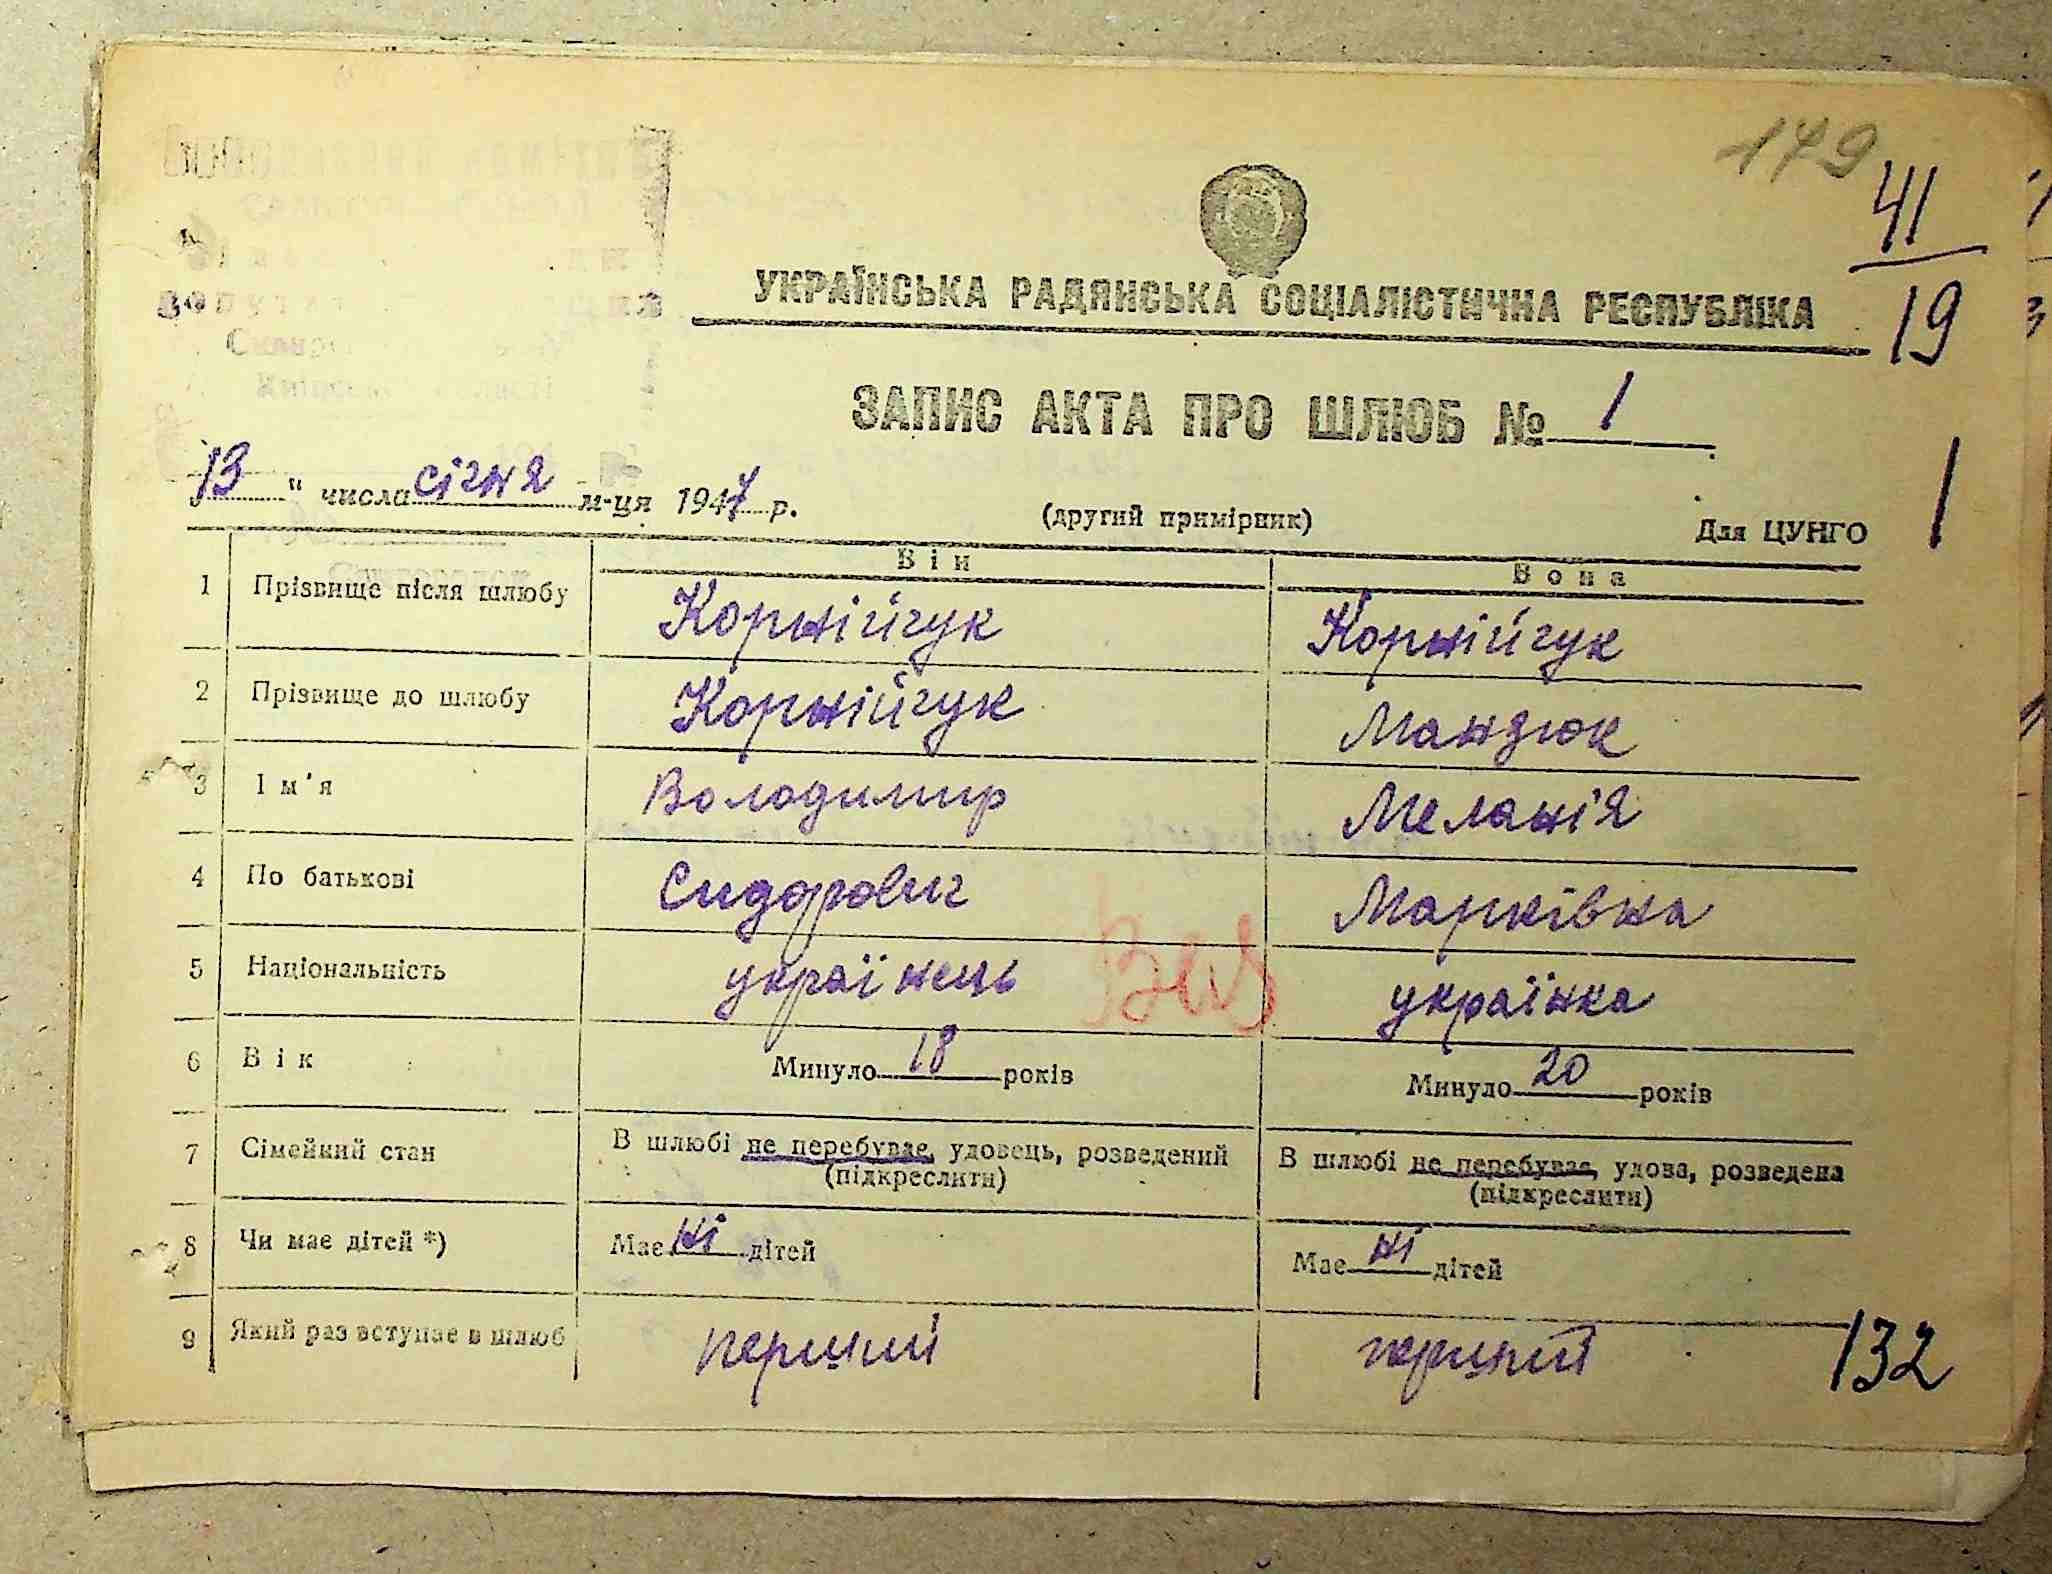 149
41
19
УКРАЇНСЬКА РАДЯНСЬКА СОЦІАЛІСТИЧНА РЕСПУБЛІКА
ЗАПИС АКТА ПРО ШЛЮБ № 1
1
13 " числа січня м-ця 1947 р.
(другий примірник)
Для ЦУНГО
Він Вона
1 Прізвище після шлюбу Корнійчук Корнійчук
2 Прізвище до шлюбу Корнійчук Мандзюк
3 Ім'я Володимир Меланія
4 По батькові Сидорович Марківна
5 Національність українець українка
6 Вік Минуло 18 років Минуло 20 років
7 Сімейний стан В шлюбі не перебуває, удовець, розведений В шлюбі не перебуває, удова, розведена
(підкреслити) (підкреслити)
8 Чи має дітей *) Має ні дітей Має ні дітей
9 Який раз вступає в шлюб перший перший
132